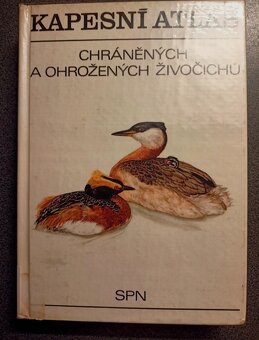 KAPESNÍ ATLAS
CHRÁNĚNÝCH
A OHROŽENÝCH ŽIVOČICHŮ
SPN